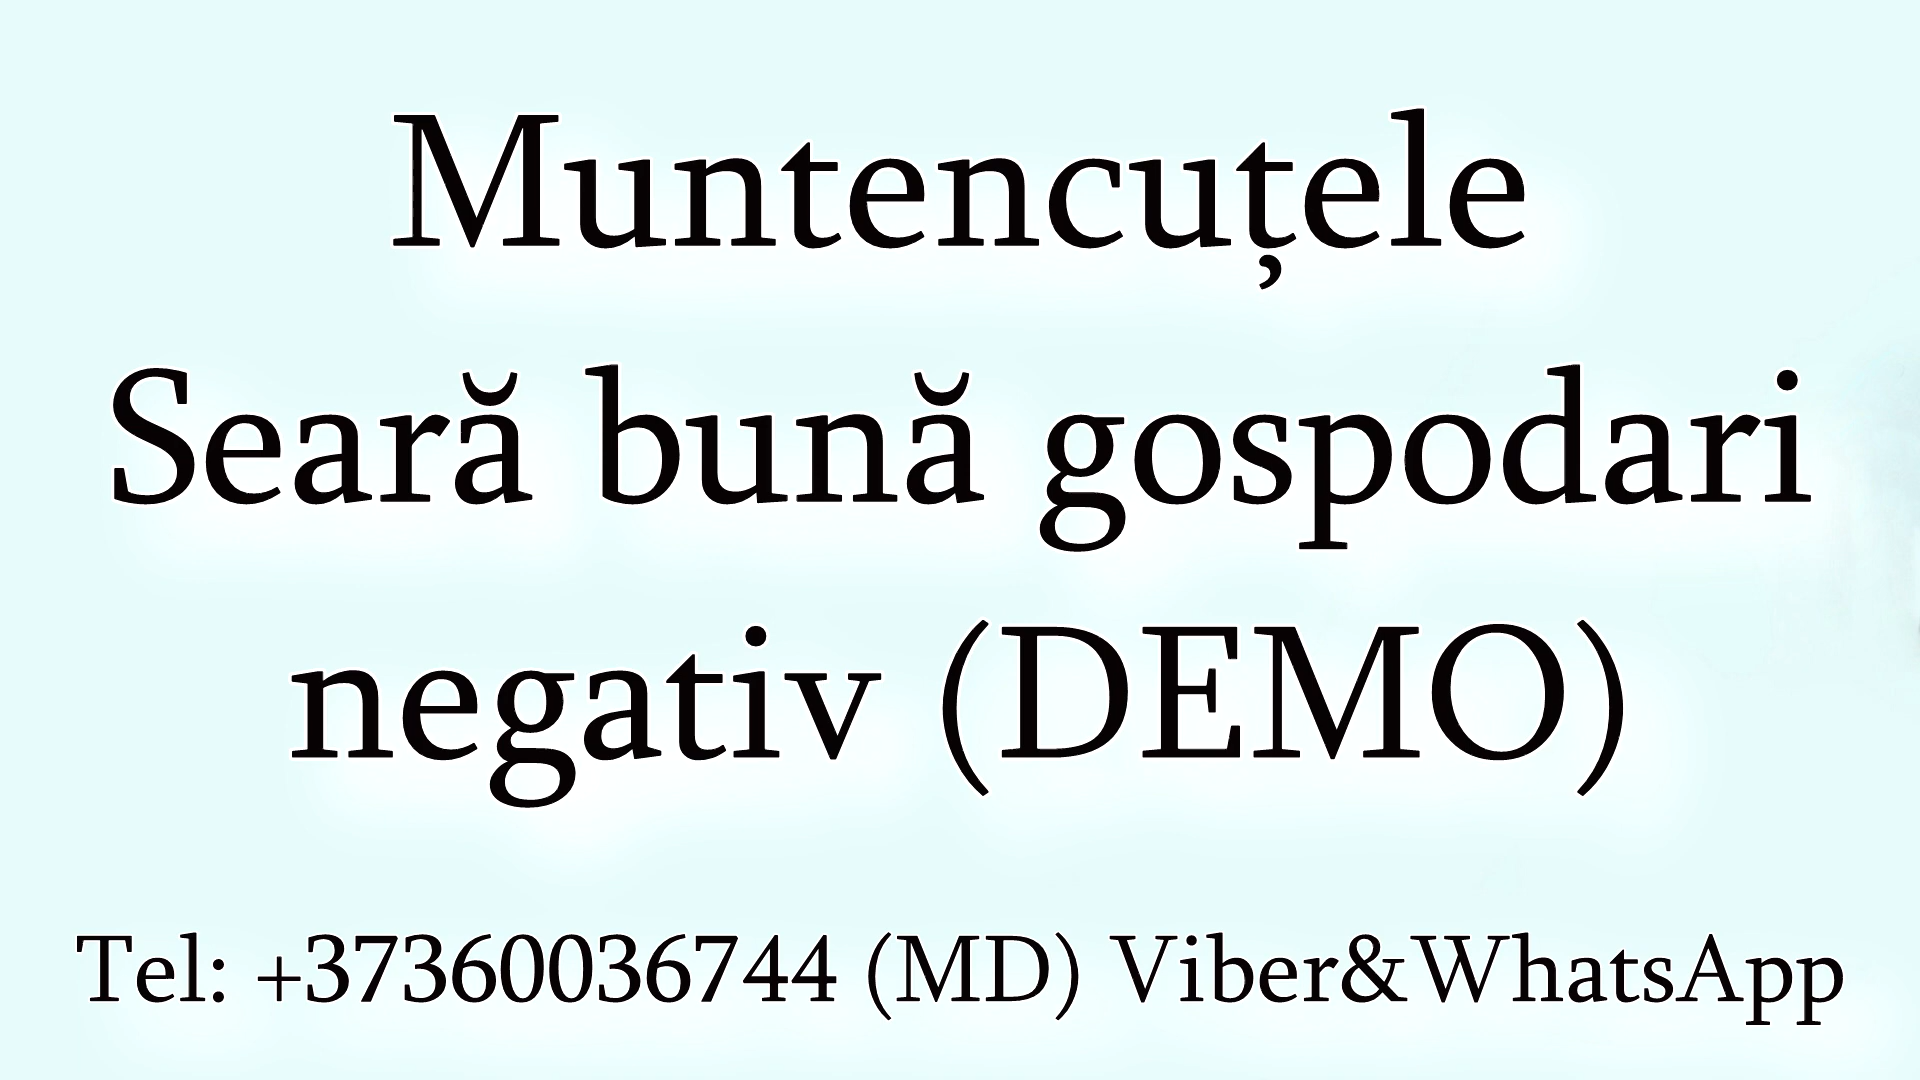 Muntencuțele
Seară bună gospodari
negativ (DEMO)
Tel: +37360036744 (MD) Viber&WhatsApp